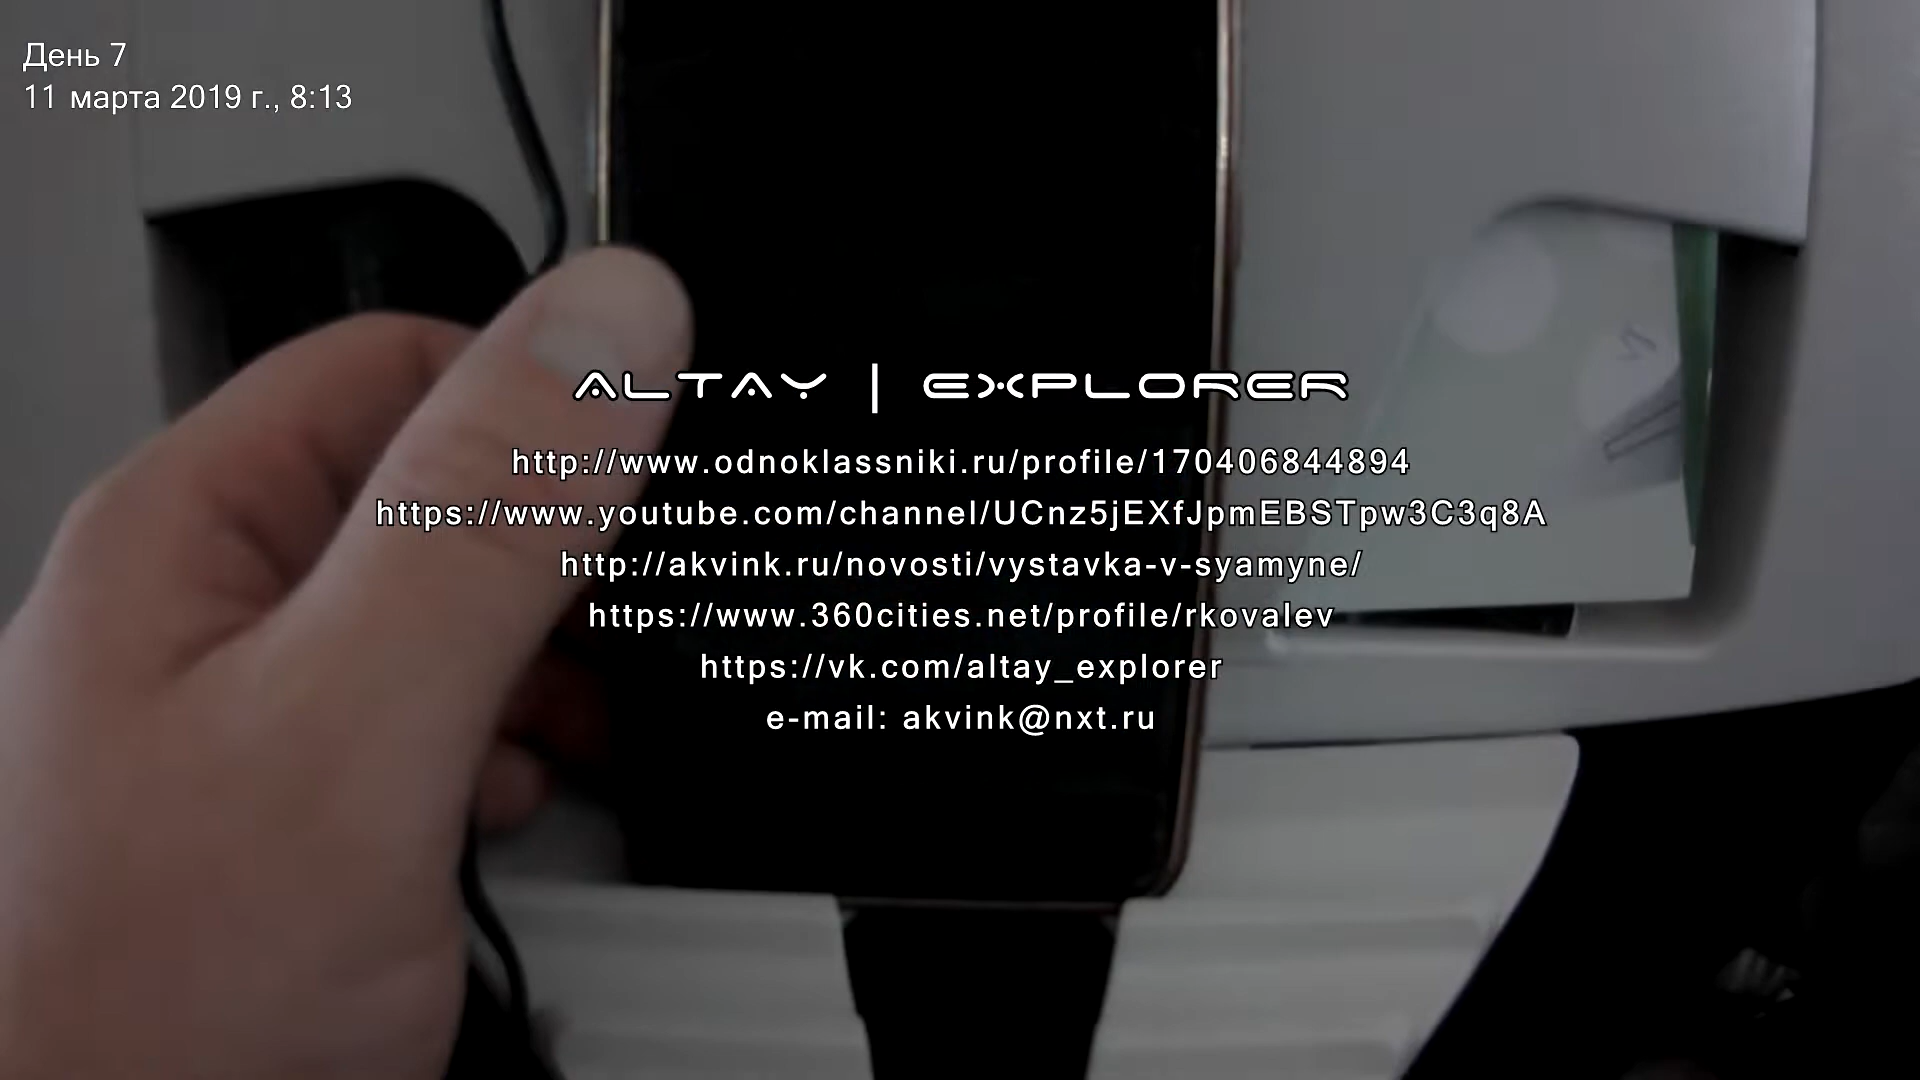 День 7
11 марта 2019 г., 8:13
ALTAY | EXPLORER
http://www.odnoklassniki.ru/profile/170406844894
https://www.youtube.com/channel/UCnz5jEXfJpmEBSTpw3C3q8A
http://akvink.ru/novosti/vystavka-v-syamyne/
https://www.360cities.net/profile/rkovalev
https://vk.com/altay_explorer
e-mail: akvink@nxt.ru